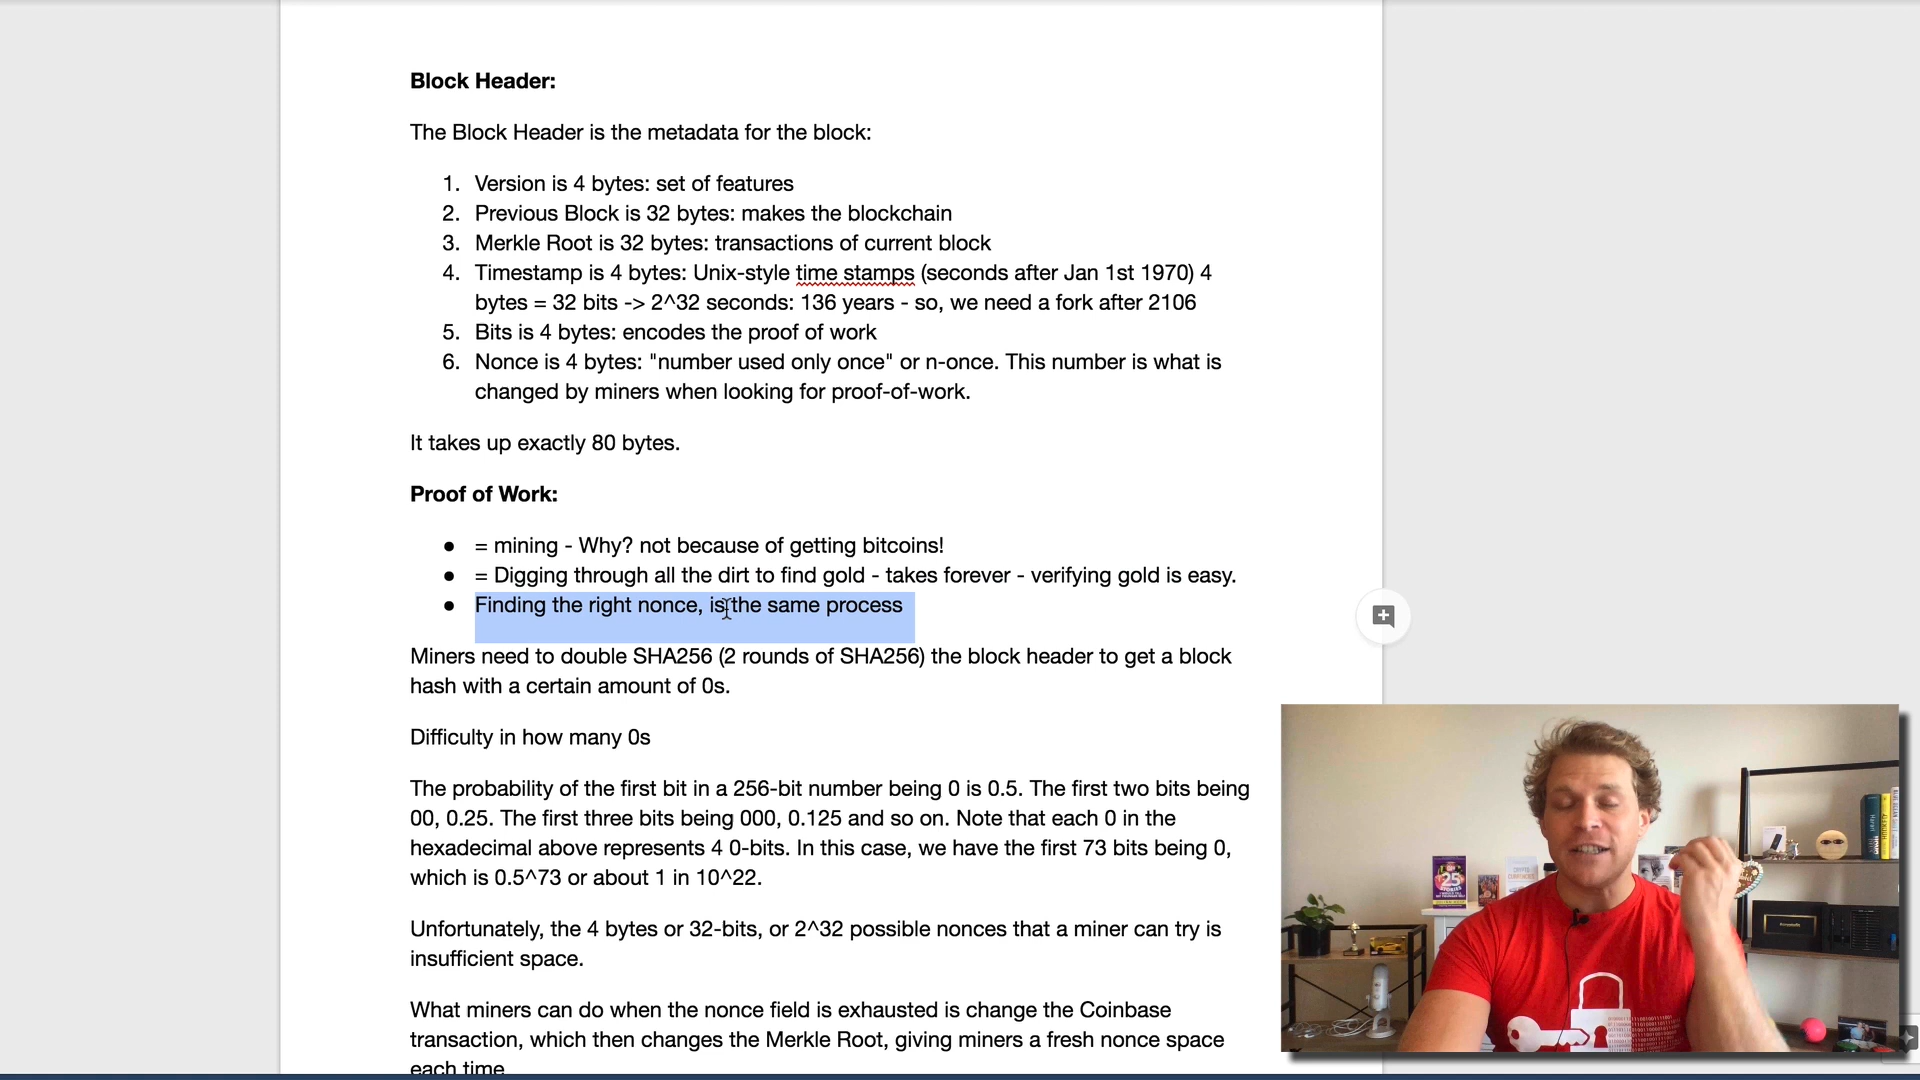 Block Header:
The Block Header is the metadata for the block:
1. Version is 4 bytes: set of features
2. Previous Block is 32 bytes: makes the blockchain
3. Merkle Root is 32 bytes: transactions of current block
4. Timestamp is 4 bytes: Unix-style time stamps (seconds after Jan 1st 1970) 4
bytes = 32 bits -> 2^32 seconds: 136 years - so, we need a fork after 2106
5. Bits is 4 bytes: encodes the proof of work
6. Nonce is 4 bytes: "number used only once" or n-once. This number is what is
changed by miners when looking for proof-of-work.
It takes up exactly 80 bytes.
Proof of Work:
● = mining - Why? not because of getting bitcoins!
● = Digging through all the dirt to find gold - takes forever - verifying gold is easy.
● Finding the right nonce, is the same process
Miners need to double SHA256 (2 rounds of SHA256) the block header to get a block
hash with a certain amount of 0s.
Difficulty in how many 0s
The probability of the first bit in a 256-bit number being 0 is 0.5. The first two bits being
00, 0.25. The first three bits being 000, 0.125 and so on. Note that each 0 in the
hexadecimal above represents 4 0-bits. In this case, we have the first 73 bits being 0,
which is 0.5^73 or about 1 in 10^22.
Unfortunately, the 4 bytes or 32-bits, or 2^32 possible nonces that a miner can try is
insufficient space.
What miners can do when the nonce field is exhausted is change the Coinbase
transaction, which then changes the Merkle Root, giving miners a fresh nonce space
each time
25
STORIES